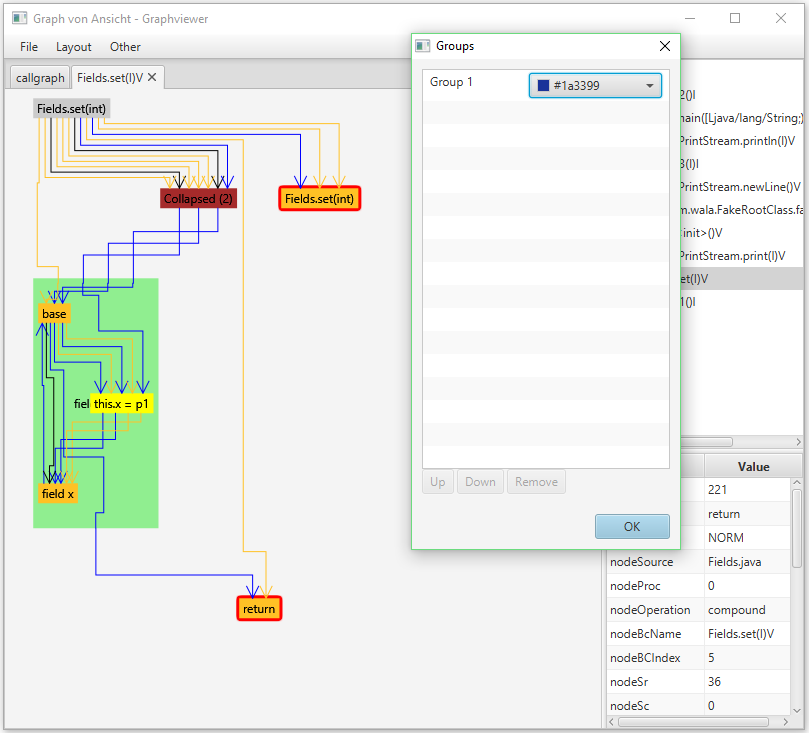 Graph von Ansicht - Graphviewer
File Layout Other
callgraph Fields.set(I)V
Fields.set(int)
Collapsed (2)
Fields.set(int)
base
fiel this.x = p1
field x
return
Groups
Group 1 #1a3399
Up Down Remove
OK
2()I
nain([Ljava/lang/String;)
PrintStream.println(I)V
3()I
PrintStream.newLine()V
m.wala.FakeRootClass.fa
init>()V
PrintStream.print(I)V
et(I)V
1()I
Value
221
return
NORM
nodeSource Fields.java
nodeProc 0
nodeOperation compound
nodeBcName Fields.set(I)V
nodeBCIndex 5
nodeSr 36
nodeSc 0